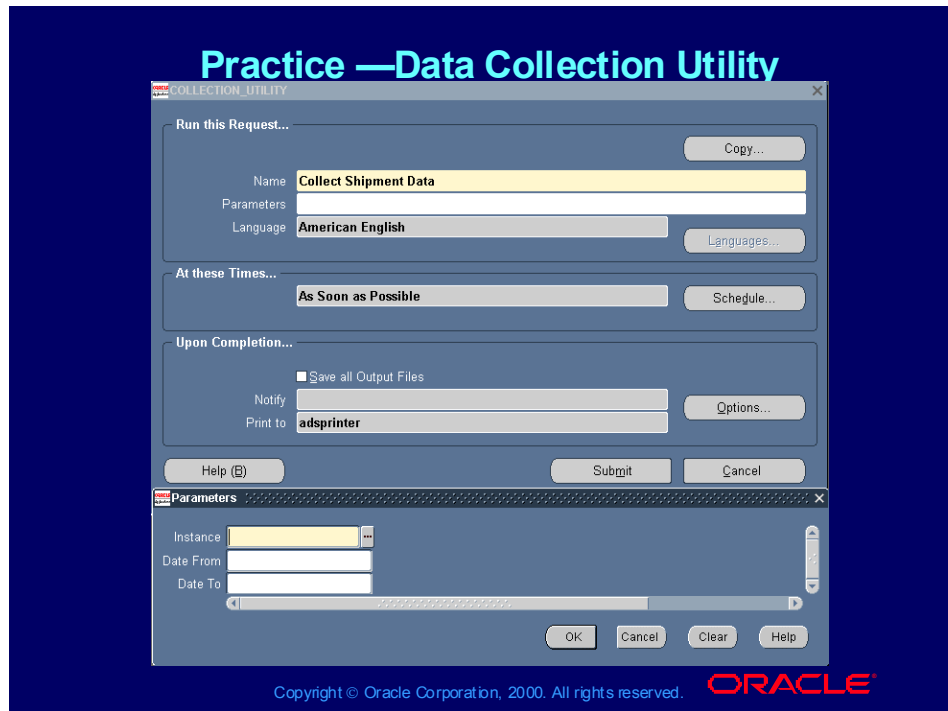 Practice —Data Collection Utility
COLLECTION_UTILITY
Run this Request...
Copy...
Name Collect Shipment Data
Parameters
Language American English
Languages...
At these Times...
As Soon as Possible
Schedule...
Upon Completion...
Save all Output Files
Notify
Options...
Print to adsprinter
Help (B)
Submit
Cancel
Parameters
Instance
Date From
Date To
OK
Cancel
Clear
Help
Copyright © Oracle Corporation, 2000. All rights reserved.
ORACLE